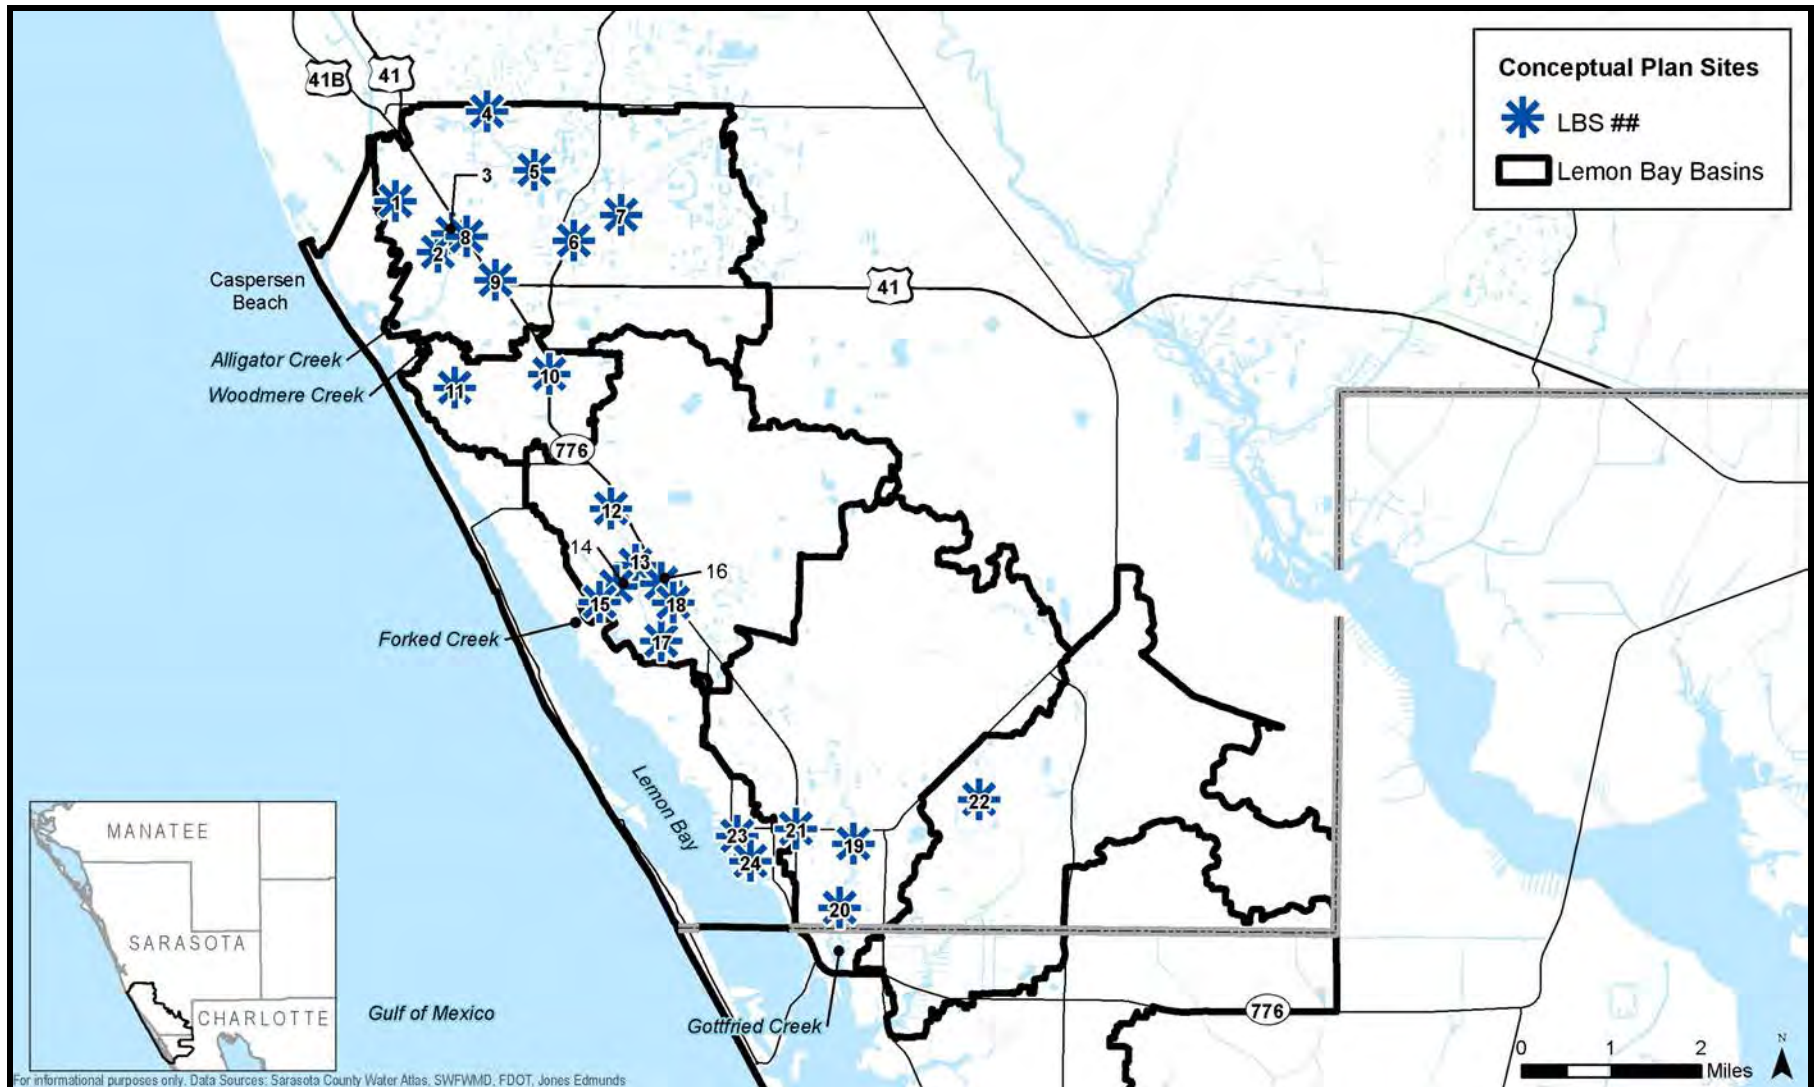 41B
41
Conceptual Plan Sites
LBS ##
Lemon Bay Basins
4
3
5
1
7
8
6
2
9
41
Caspersen
Beach
Alligator Creek
Woodmere Creek
10
11
776
12
14
13
16
15
18
Forked Creek
17
Lemon Bay
22
23
21
19
24
20
MANATEE
SARASOTA
CHARLOTTE
Gulf of Mexico
Gottfried Creek
776
0 1 2
Miles
N
For informational purposes only. Data Sources: Sarasota County Water Atlas, SWFWMD, FDOT, Jones Edmunds